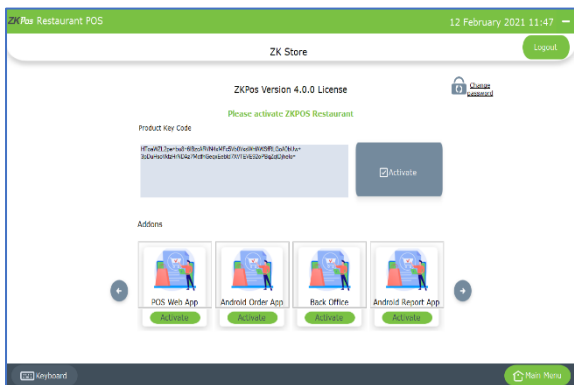 ZKPos Restaurant POS
12 February 2021 11:47
ZK Store
Logout
ZKPos Version 4.0.0 License
Change
password
Please activate ZKPOS Restaurant
Product Key Code
Activate
Addons
POS Web App
Android Order App
Back Office
Android Report App
Activate
Activate
Activate
Activate
Keyboard
Main Menu